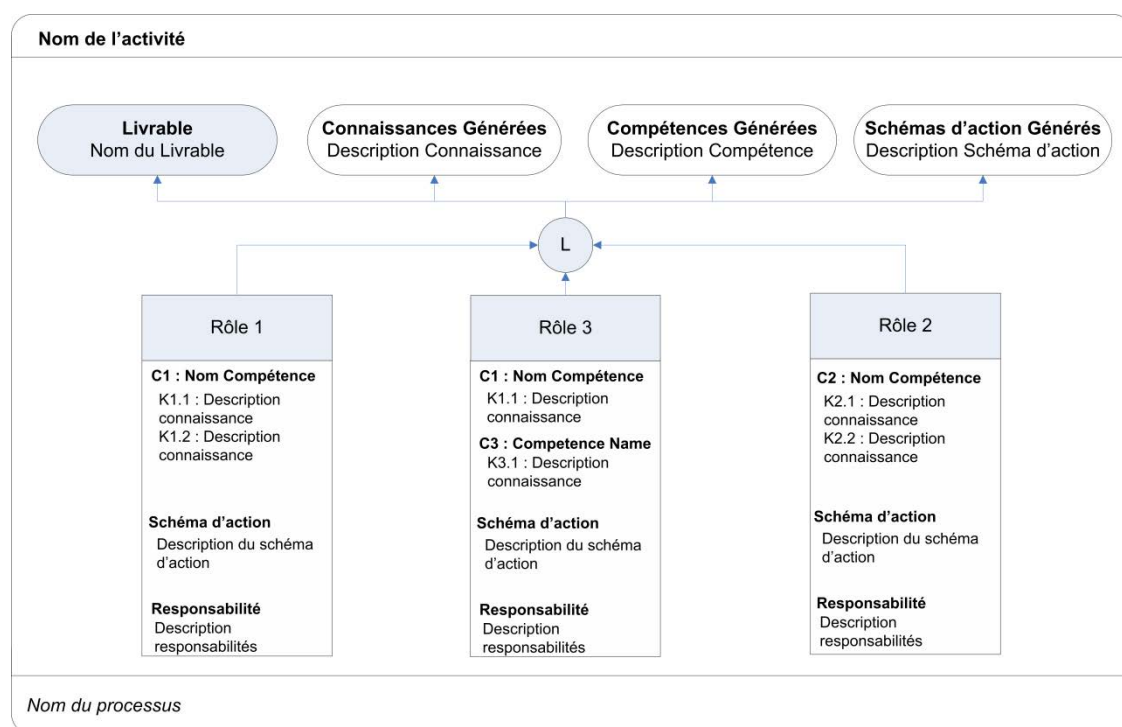 Nom de l'activité
Livrable
Nom du Livrable
Connaissances Générées
Description Connaissance
Compétences Générées
Description Compétence
Schémas d'action Générés
Description Schéma d'action
L
Rôle 1
C1 : Nom Compétence
K1.1 : Description
connaissance
K1.2 : Description
connaissance
Schéma d'action
Description du schéma
d'action
Responsabilité
Description
responsabilités
Rôle 3
C1 : Nom Compétence
K1.1 : Description
connaissance
C3 : Competence Name
K3.1 : Description
connaissance
Schéma d'action
Description du schéma
d'action
Responsabilité
Description
responsabilités
Rôle 2
C2 : Nom Compétence
K2.1 : Description
connaissance
K2.2 : Description
connaissance
Schéma d'action
Description du schéma
d'action
Responsabilité
Description
responsabilités
Nom du processus